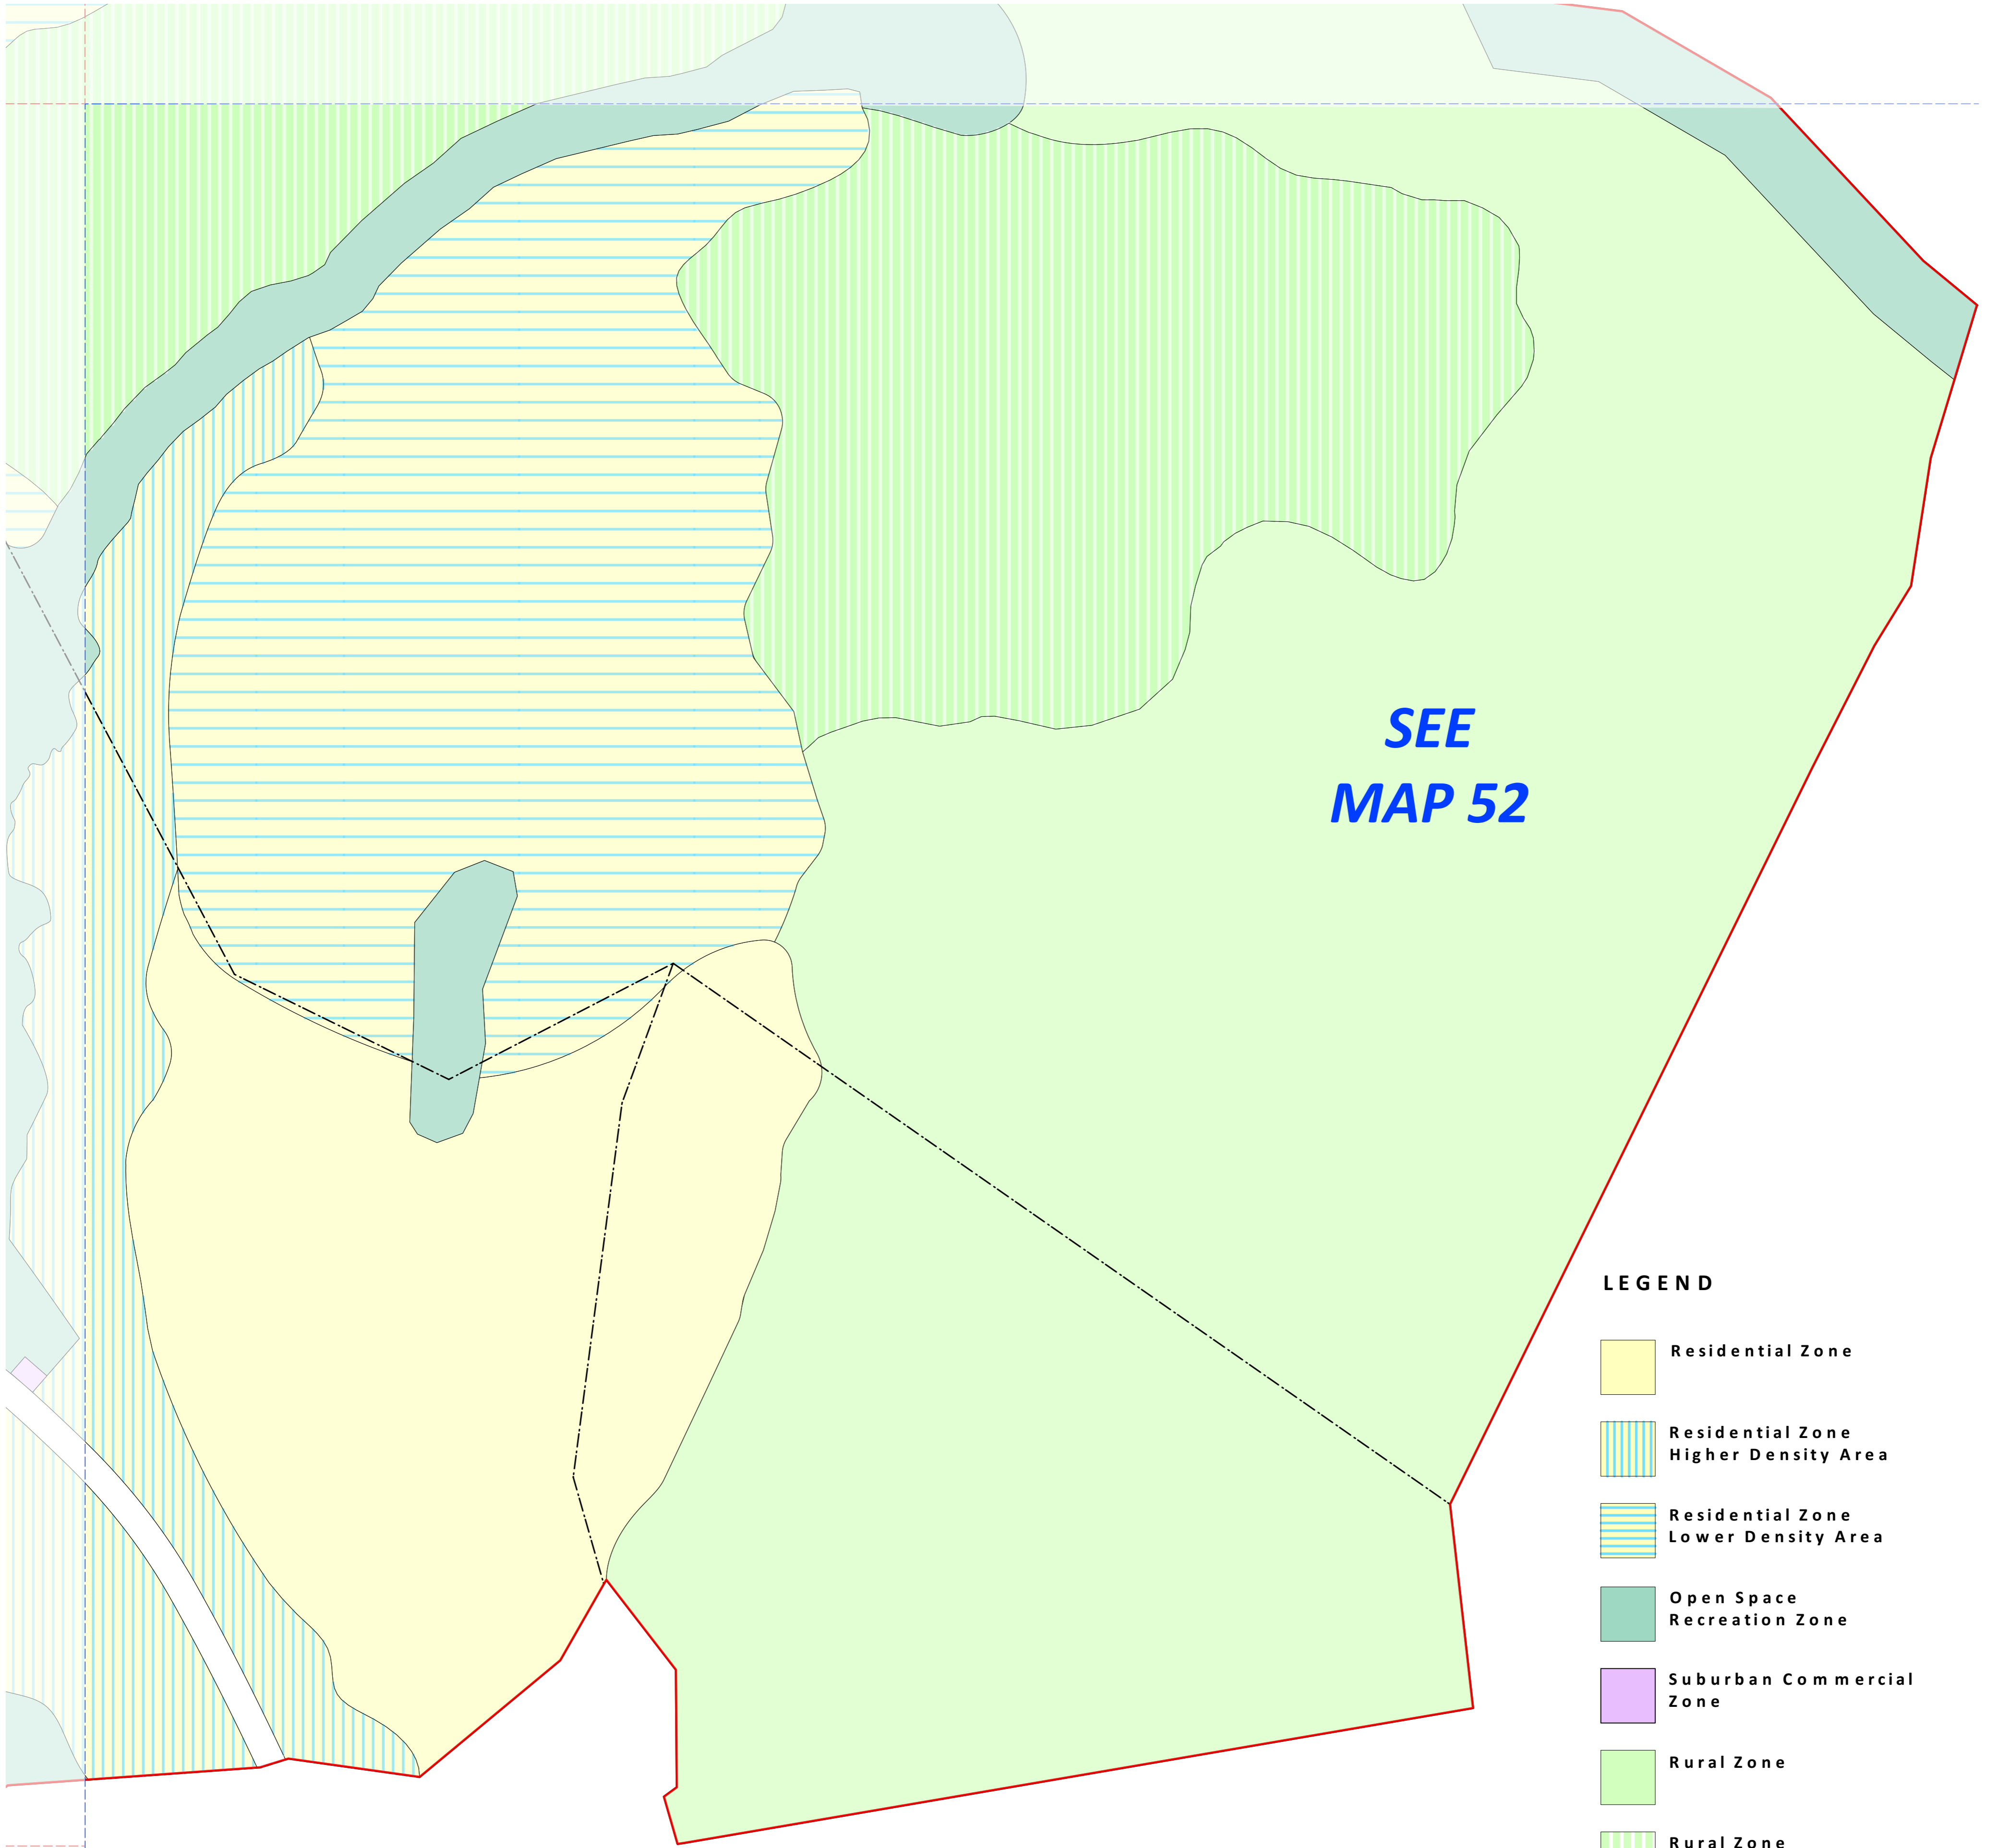 SEE
MAP 52
LEGEND
Residential Zone
Residential Zone
Higher Density Area
Residential Zone
Lower Density Area
Open Space
Recreation Zone
Suburban Commercial
Zone
Rural Zone
Rural Zone